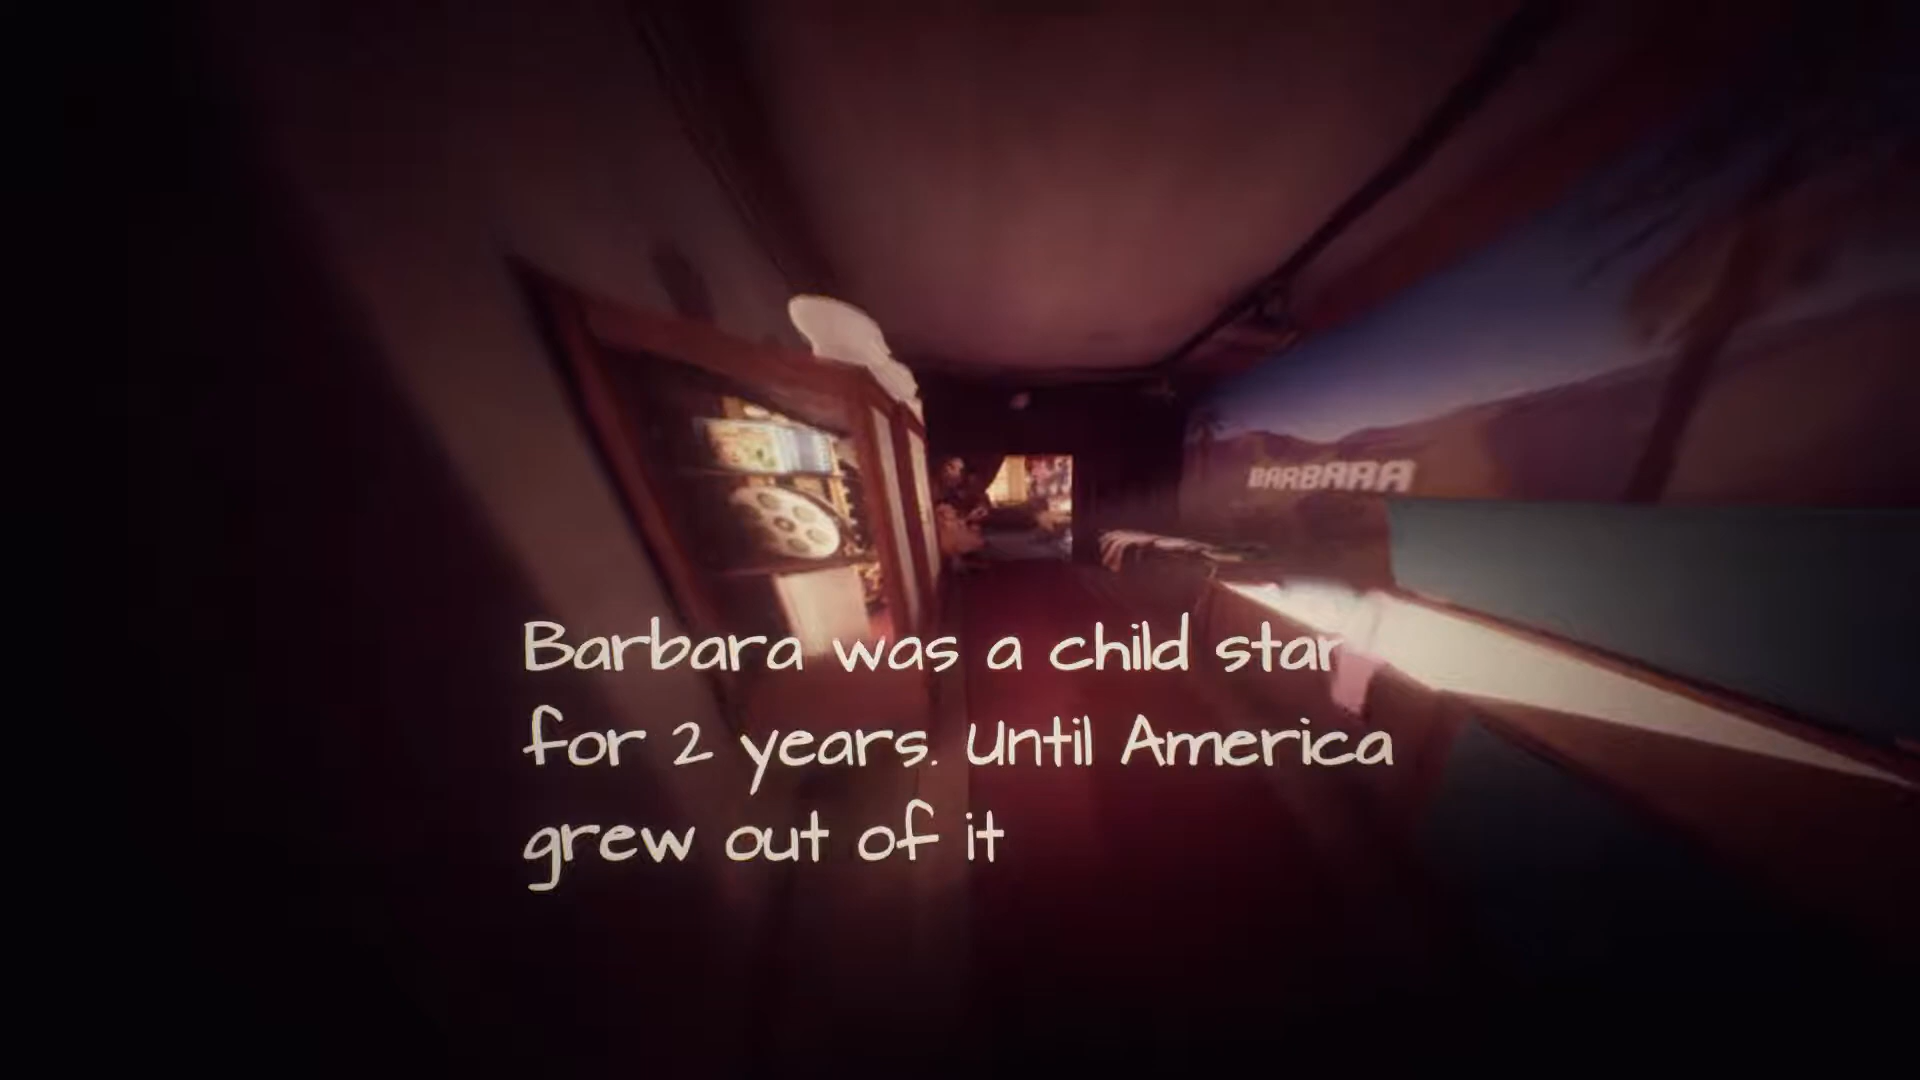 BARBARA
Barbara was a child star
for 2 years. Until America
grew out of it